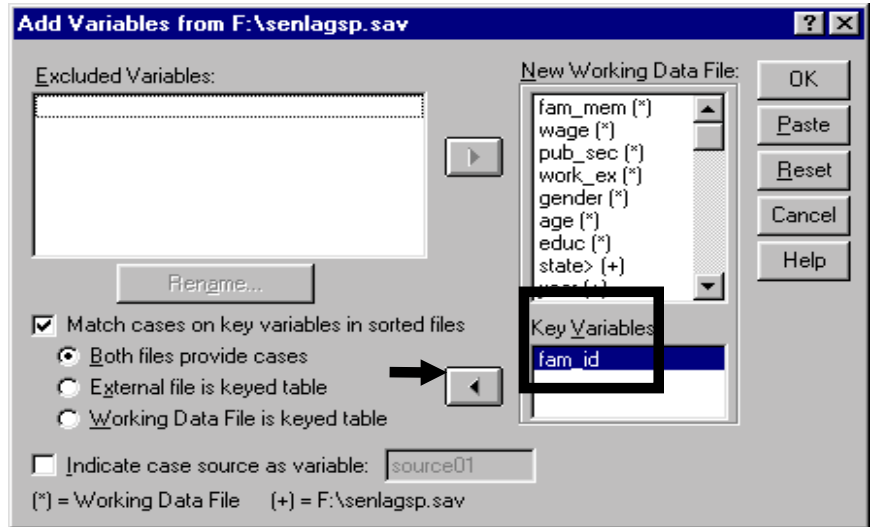 Add Variables from F:\senlagsp.sav
Excluded Variables:
New Working Data File:
fam_mem (*)
wage (*)
pub_sec (*)
work_ex (*)
gender (*)
age (*)
educ (*)
state> (+)
year (+)
OK
Paste
Reset
Cancel
Help
Rename...
Match cases on key variables in sorted files
Both files provide cases
External file is keyed table
Working Data File is keyed table
Key Variables
fam_id
Indicate case source as variable: source01
(*) = Working Data File (+) = F:\senlagsp.sav